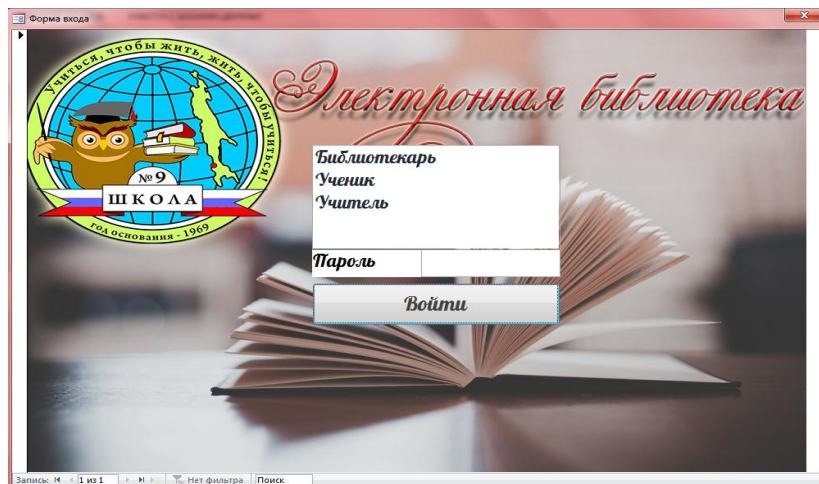 Форма входа
Учиться, чтобы жить, жить, чтобы учиться!
Электронная библиотека
№9
ШКОЛА
год основания - 1969
Библиотекарь
Ученик
Учитель
Пароль
Войти
Запись: 1 из 1 Нет фильтра Поиск